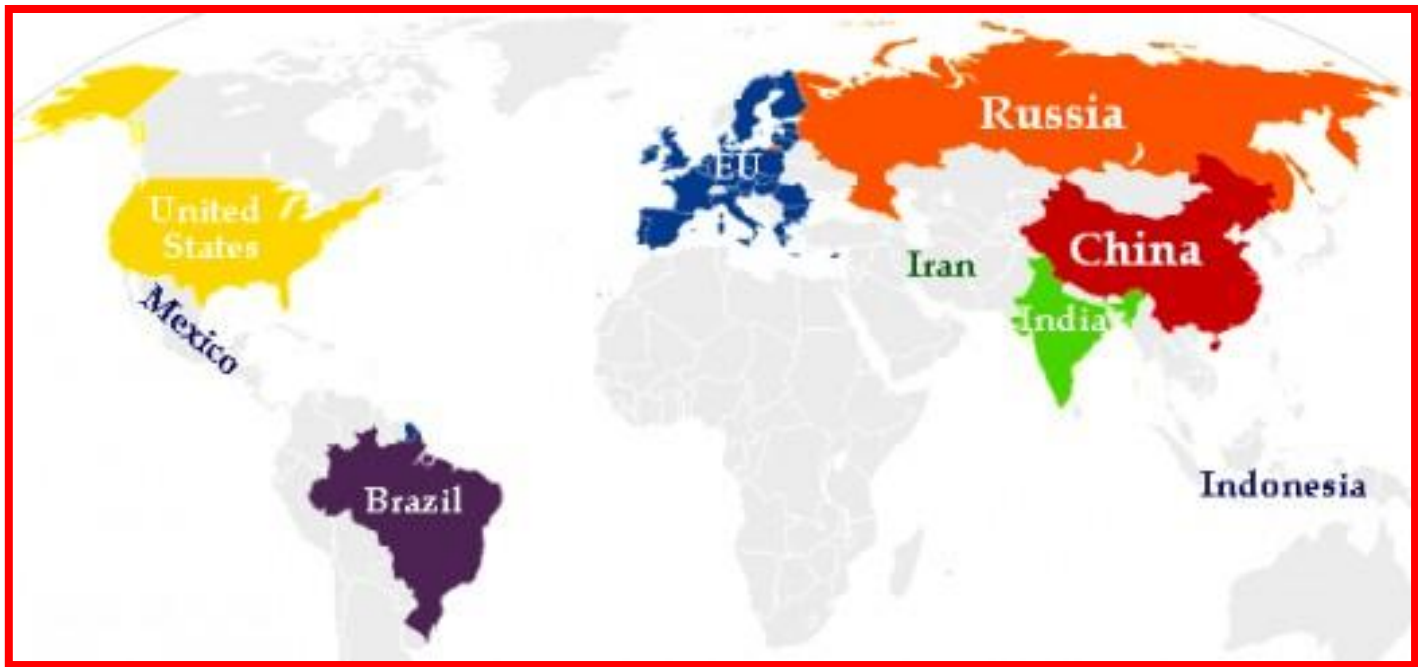 Russia
EU
United
States
China
Iran
Mexico
India
Indonesia
Brazil